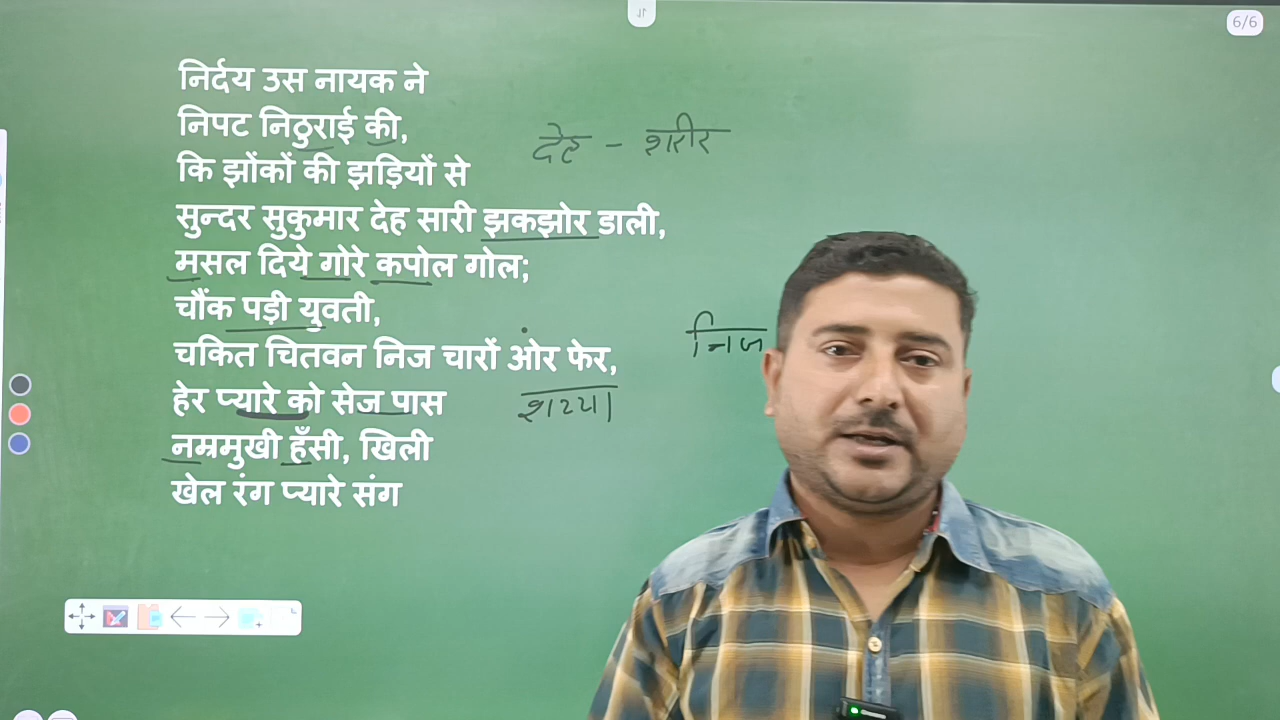 6/6
निर्दय उस नायक ने
निपट निठुराई की,
देह - शरीर
कि झोंकों की झड़ियों से
सुन्दर सुकुमार देह सारी झकझोर डाली,
मसल दिये गोरे कपोल गोल;
चौंक पड़ी युवती,
निज
चकित चितवन निज चारों ओर फेर,
हेर प्यारे को सेज पास
शय्या
नम्रमुखी हँसी, खिली
खेल रंग प्यारे संग